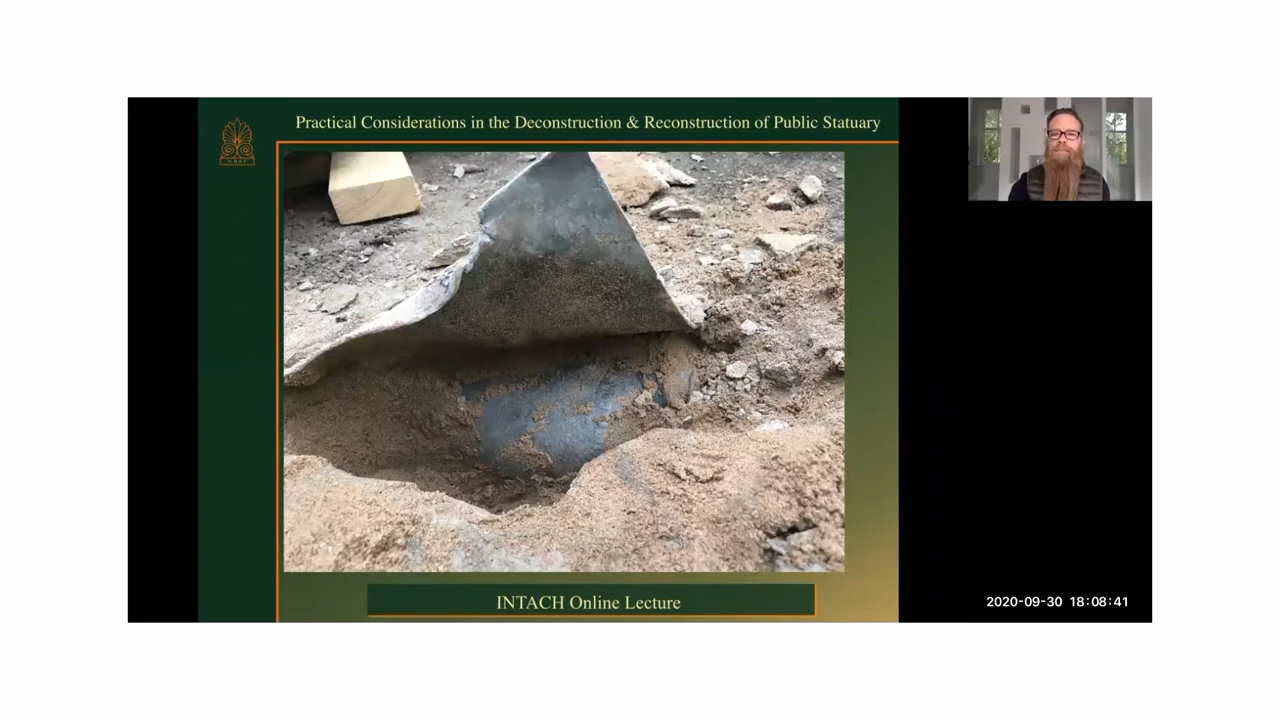 Practical Considerations in the Deconstruction & Reconstruction of Public Statuary
INTACH Online Lecture
2020-09-30 18:08:41